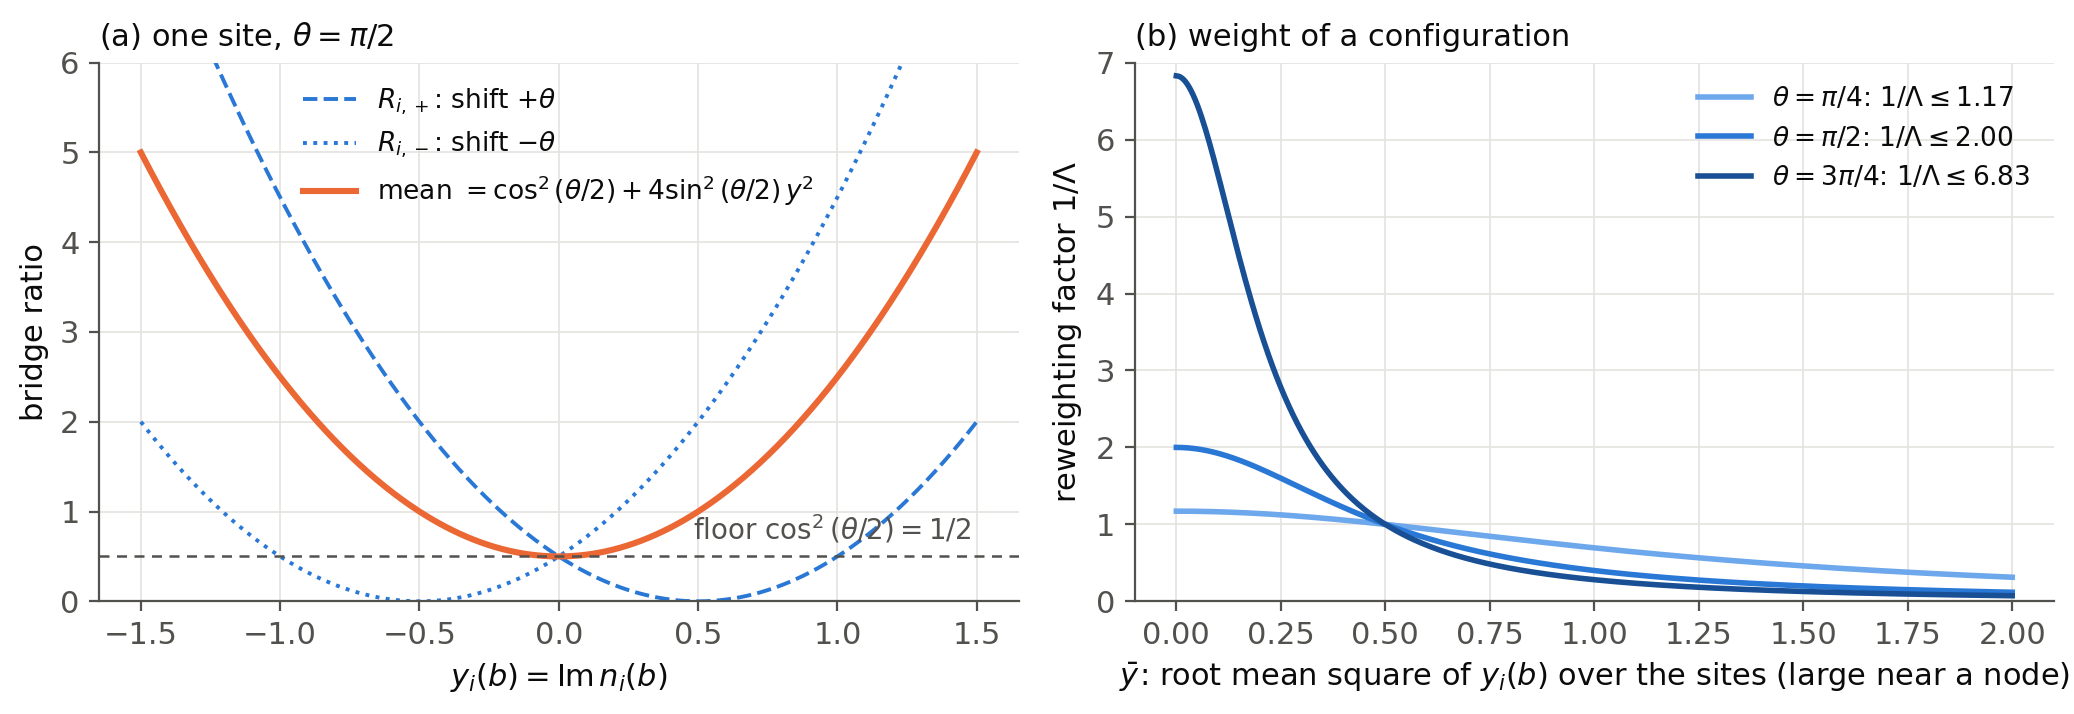 (a) one site, θ = π/2
6
5
4
3
2
1
0
bridge ratio
R_{i, +}: shift +θ
R_{i, −}: shift −θ
mean = cos² (θ/2) + 4 sin² (θ/2) y²
floor cos² (θ/2) = 1/2
−1.5 −1.0 −0.5 0.0 0.5 1.0 1.5
y_i(b) = Im n_i(b)
(b) weight of a configuration
7
6
5
4
3
2
1
0
reweighting factor 1/Λ
θ = π/4: 1/Λ ≤ 1.17
θ = π/2: 1/Λ ≤ 2.00
θ = 3π/4: 1/Λ ≤ 6.83
0.00 0.25 0.50 0.75 1.00 1.25 1.50 1.75 2.00
ȳ: root mean square of y_i(b) over the sites (large near a node)